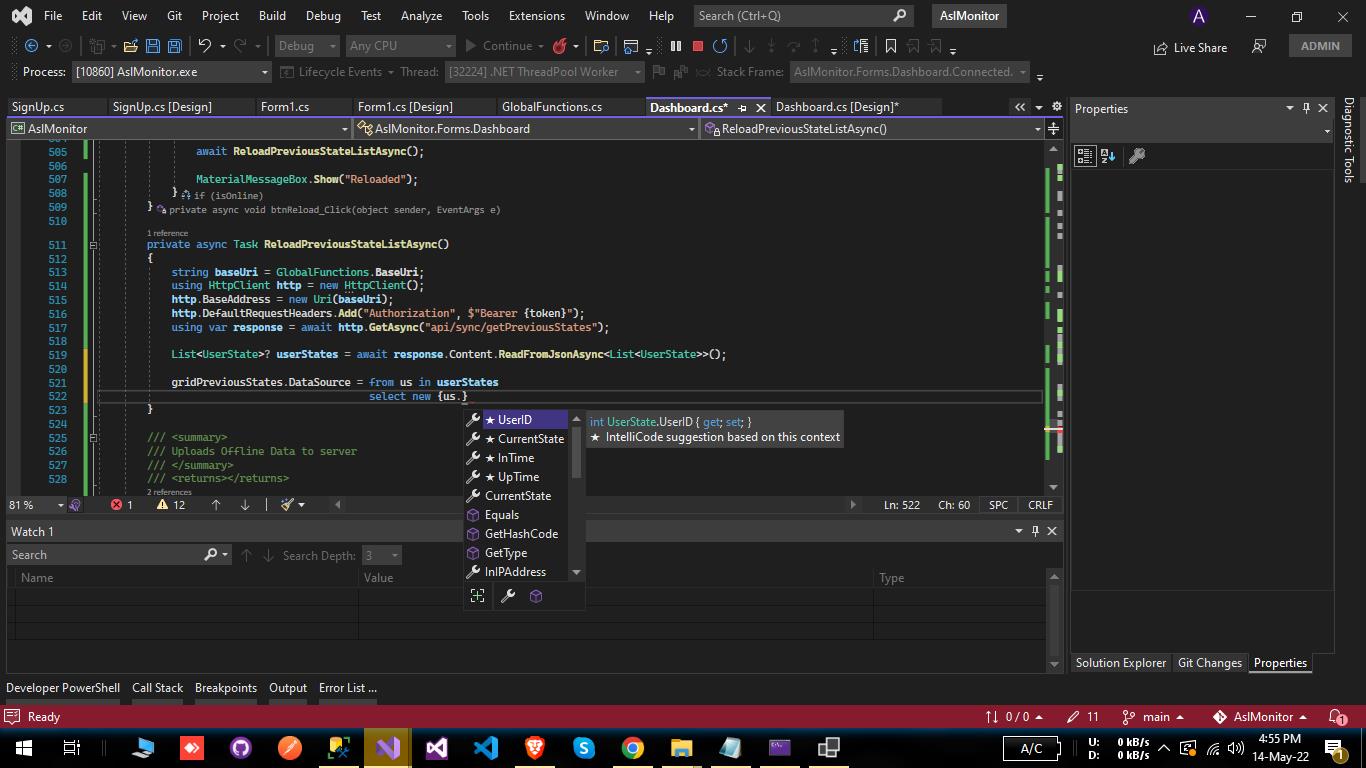 File Edit View Git Project Build Debug Test Analyze Tools Extensions Window Help Search (Ctrl+Q) AslMonitor A
Debug Any CPU Continue Live Share ADMIN
Process: [10860] AslMonitor.exe Lifecycle Events Thread: [32224] .NET ThreadPool Worker Stack Frame: AslMonitor.Forms.Dashboard.Connected.
SignUp.cs SignUp.cs [Design] Form1.cs Form1.cs [Design] GlobalFunctions.cs Dashboard.cs* Dashboard.cs [Design]* Properties
AslMonitor AslMonitor.Forms.Dashboard ReloadPreviousStateListAsync()
Diagnostic Tools
504
505 await ReloadPreviousStateListAsync();
506
507 MaterialMessageBox.Show("Reloaded");
508 } if (isOnline)
509 } private async void btnReload_Click(object sender, EventArgs e)
510
1 reference
511 private async Task ReloadPreviousStateListAsync()
512 {
513 string baseUri = GlobalFunctions.BaseUri;
514 using HttpClient http = new HttpClient();
515 http.BaseAddress = new Uri(baseUri);
516 http.DefaultRequestHeaders.Add("Authorization", $"Bearer {token}");
517 using var response = await http.GetAsync("api/sync/getPreviousStates");
518
519 List<UserState>? userStates = await response.Content.ReadFromJsonAsync<List<UserState>>();
520
521 gridPreviousStates.DataSource = from us in userStates
522 select new {us.}
523 }
524
525 /// <summary>
526 /// Uploads Offline Data to server
527 /// </summary>
528 /// <returns></returns>
2 references
★ UserID
★ CurrentState
★ InTime
★ UpTime
CurrentState
Equals
GetHashCode
GetType
InIPAddress
int UserState.UserID { get; set; }
★ IntelliCode suggestion based on this context
81 % 1 12 Ln: 522 Ch: 60 SPC CRLF
Watch 1
Search Search Depth: 3
Name Value Type
Solution Explorer Git Changes Properties
Developer PowerShell Call Stack Breakpoints Output Error List ...
Ready 0 / 0 11 main AslMonitor 1
A/C U: 0 kB/s D: 0 kB/s 4:55 PM 14-May-22 1